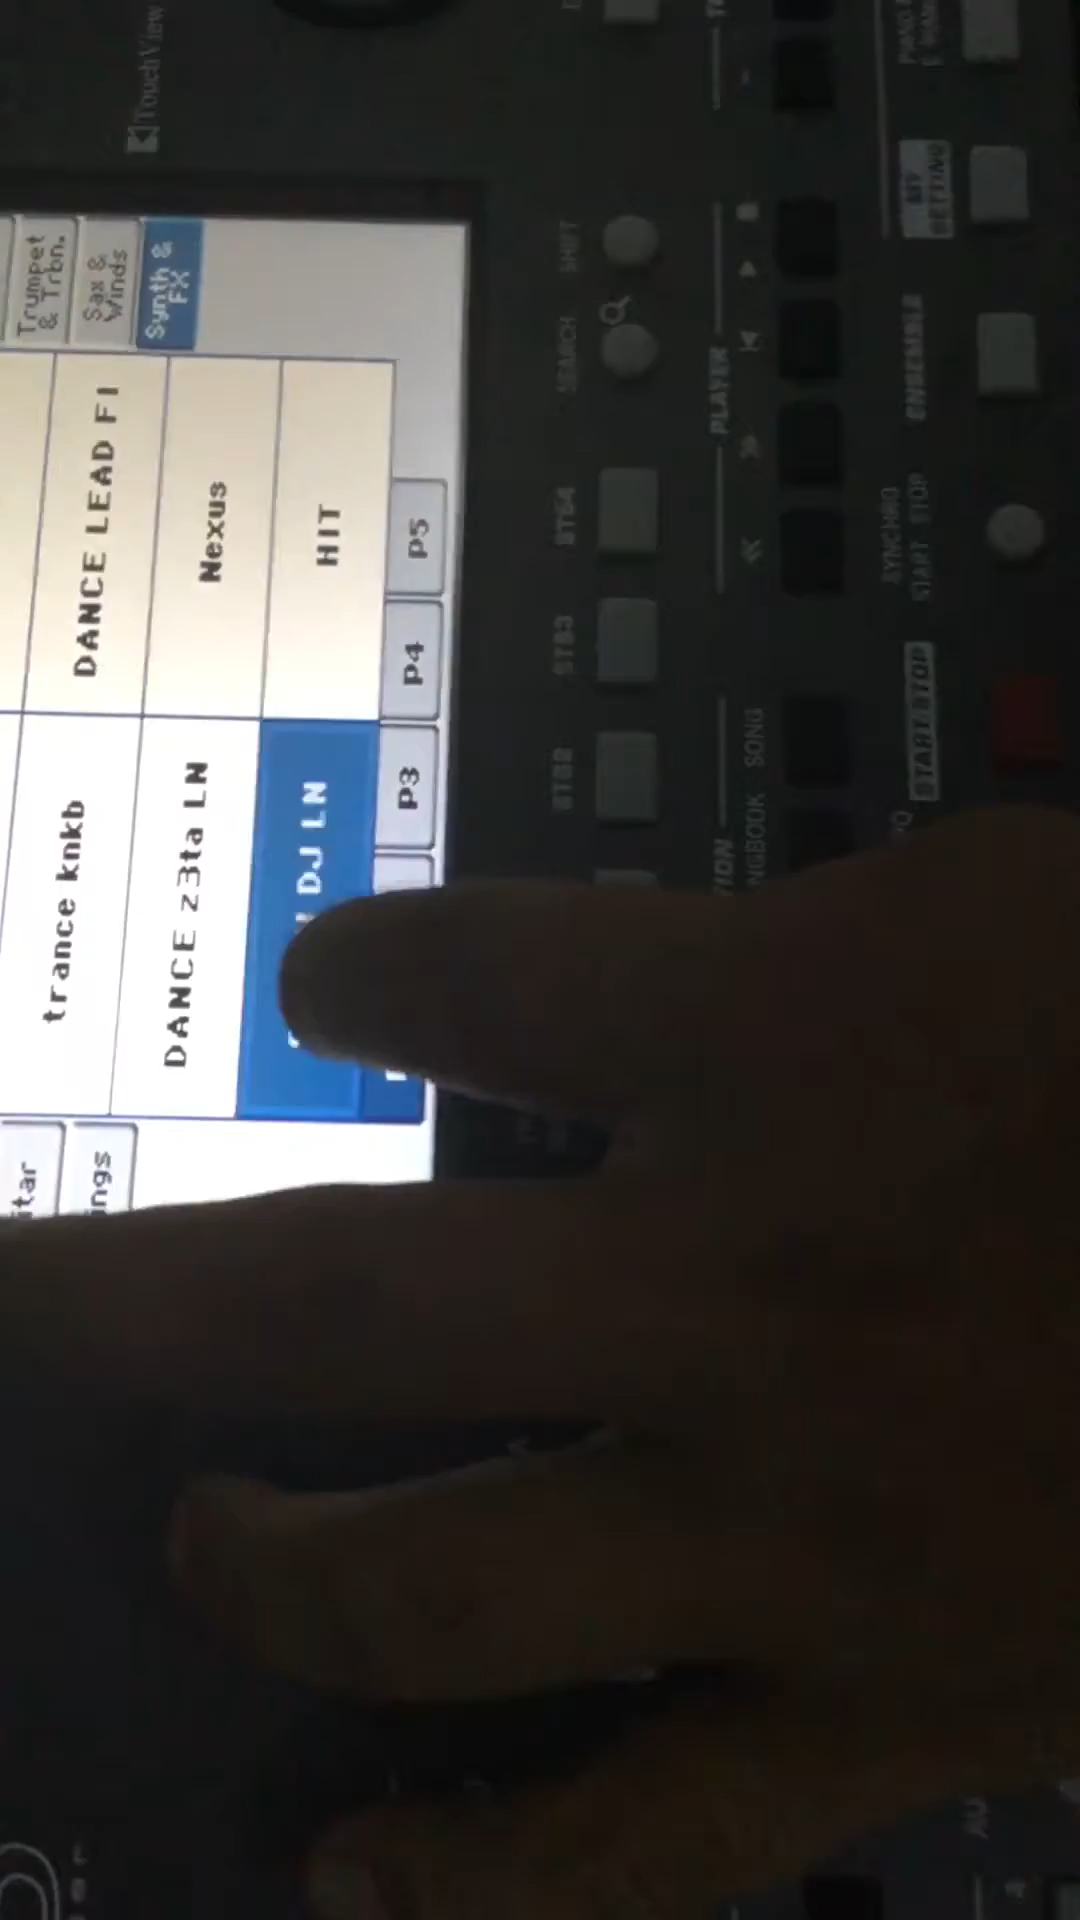 TouchView
Trumpet
& Trbn.
Sax &
Winds
Synth &
FX
trance knkb
DANCE LEAD FI
DANCE z3ta LN
Nexus
DJ LN
HIT
P3
P4
P5
SEARCH
SHIFT
STS2
STS3
STS4
PLAYER
SONG
MY
SETTING
SYNCHRO
START
STOP
ENSEMBLE
START/STOP